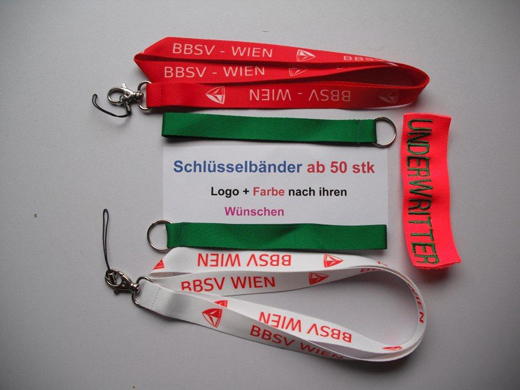 BBSV - WIEN
BBSV - WIEN
BBSV - WIEN
BBSV
Schlüsselbänder ab 50 stk
Logo + Farbe nach ihren
Wünschen
UNDERWRITTER
BBSV WIEN
BBSV WIEN
BBSV WIEN
BBSV WIEN